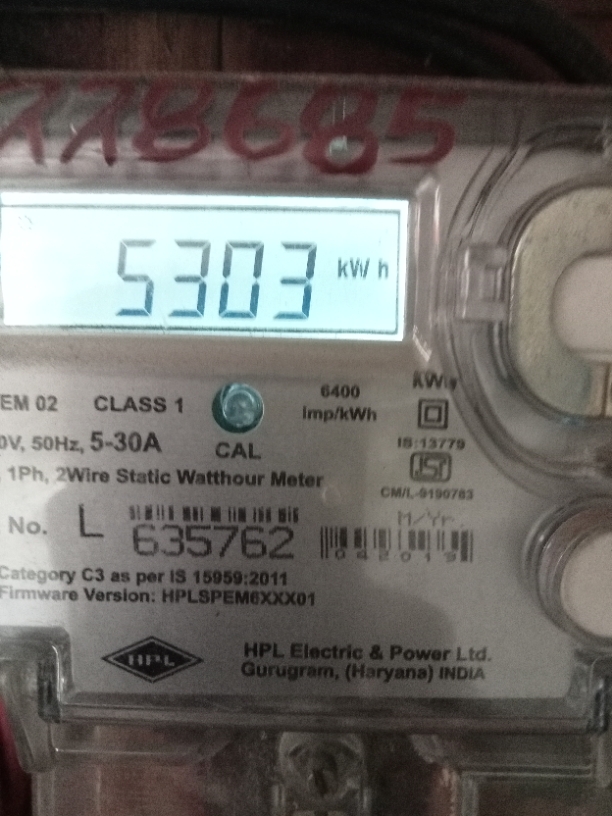 118685
5303 kWh
EM 02 CLASS 1
6400
imp/kWh
0V, 50Hz, 5-30A
CAL
IS:13779
1Ph, 2Wire Static Watthour Meter
CM/L-9190783
No. L 635762
M/Yr.
042019
Category C3 as per IS 15959:2011
Firmware Version: HPLSPEM6XXX01
HPL
HPL Electric & Power Ltd.
Gurugram, (Haryana) INDIA